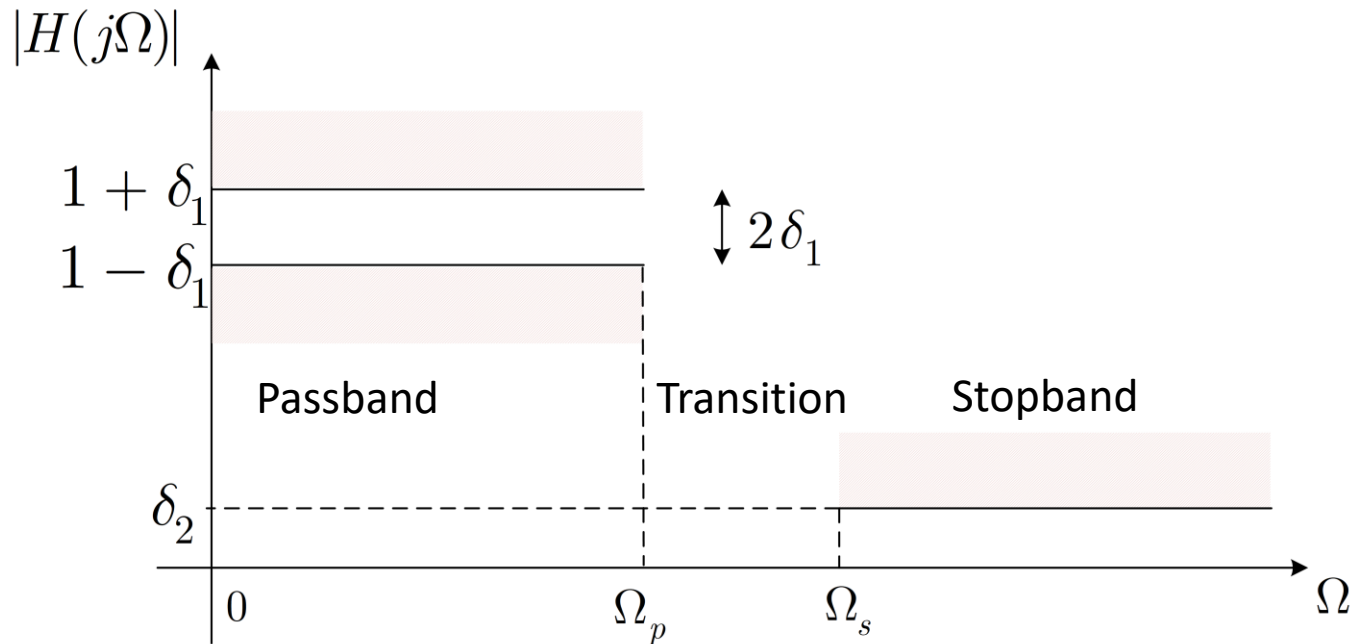 |H(jΩ)|
1 + δ₁
2δ₁
1 − δ₁
Passband
Transition
Stopband
δ₂
0
Ωₚ
Ωₛ
Ω